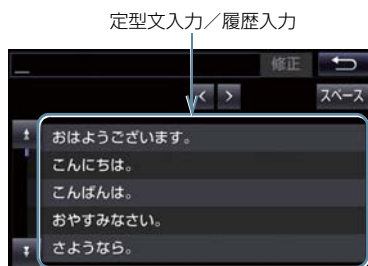 定型文入力／履歴入力
修正
< >
スペース
おはようございます。
こんにちは。
こんばんは。
おやすみなさい。
さようなら。